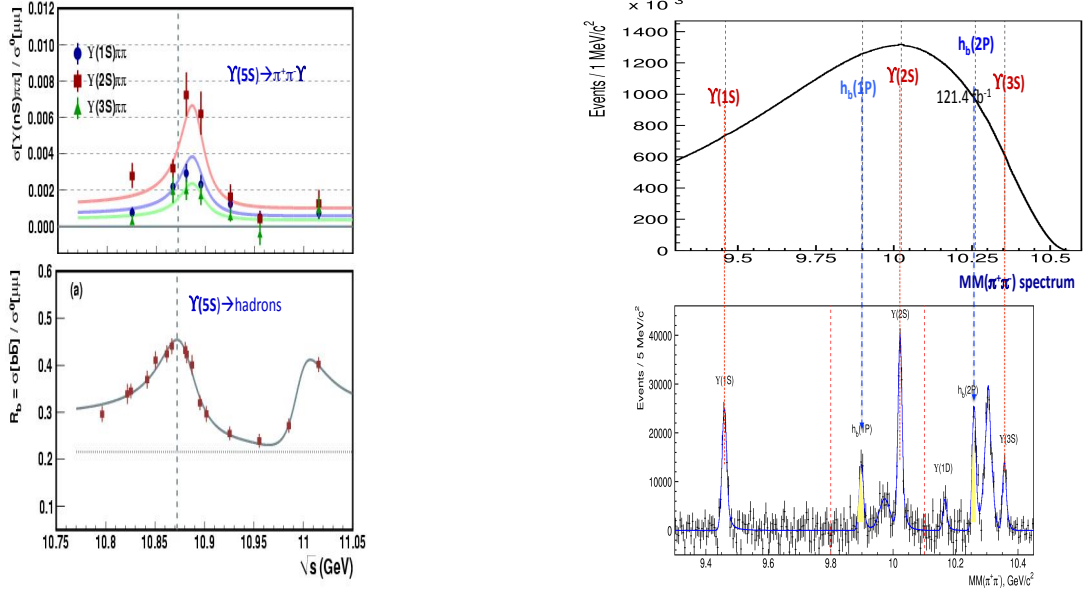 0.012
0.010
0.008
0.006
0.004
0.002
0.000
σ[Υ(nS)ππ] / σ⁰[μμ]
Υ(1S)ππ
Υ(2S)ππ
Υ(3S)ππ
Υ(5S)→π⁺π⁻Υ
0.6
0.5
0.4
0.3
0.2
0.1
R_b = σ[bb̄] / σ⁰[μμ]
(a)
Υ(5S)→hadrons
10.75
10.81
10.87
10.93
10.99
11.05
√s (GeV)
× 10³
Events / 1 MeV/c²
1400
1200
1000
800
600
400
200
0
Υ(1S)
h_b(1P)
Υ(2S)
h_b(2P)
121.4 fb⁻¹
Υ(3S)
9.5
9.75
10
10.25
10.5
MM(π⁺π⁻) spectrum
Events / 5 MeV/c²
40000
30000
20000
10000
0
Υ(1S)
h_b(1P)
Υ(2S)
Υ(1D)
h_b(2P)
Υ(3S)
9.4
9.6
9.8
10
10.2
10.4
MM(π⁺π⁻), GeV/c²